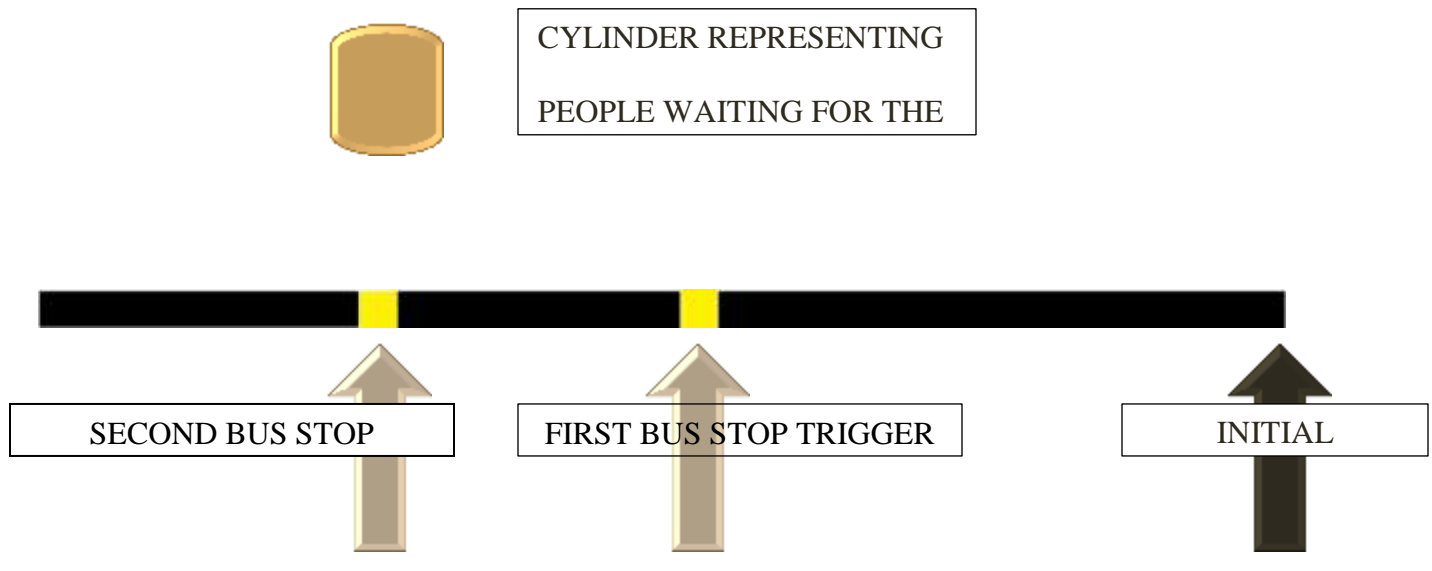 CYLINDER REPRESENTING
PEOPLE WAITING FOR THE
SECOND BUS STOP
FIRST BUS STOP TRIGGER
INITIAL